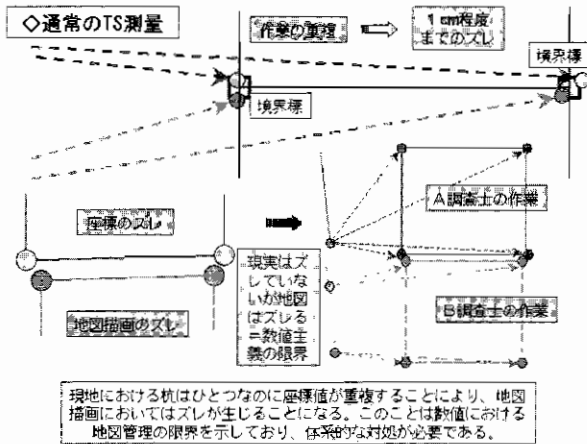 ◇通常のTS測量
作業の重複
1cm程度
までのズレ
境界標
境界標
座標のズレ
地図描画のズレ
現実はズ
していな
いが地図
はズレる
=数値主
義の限界
A調査士の作業
B調査士の作業
現地における杭はひとつなのに座標値が重複することにより、地図
描画においてはズレが生じることになる。このことは数値における
地図管理の限界を示しており、体系的な対処が必要である。